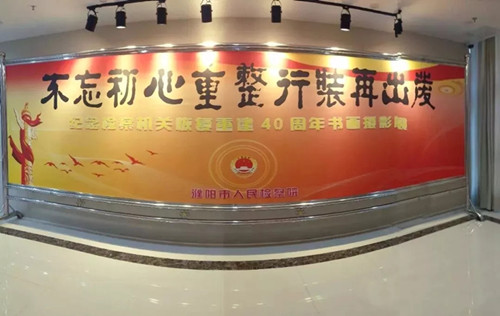 不忘初心重整行装再出发
纪念检察机关恢复重建40周年书画摄影展
濮阳市人民检察院